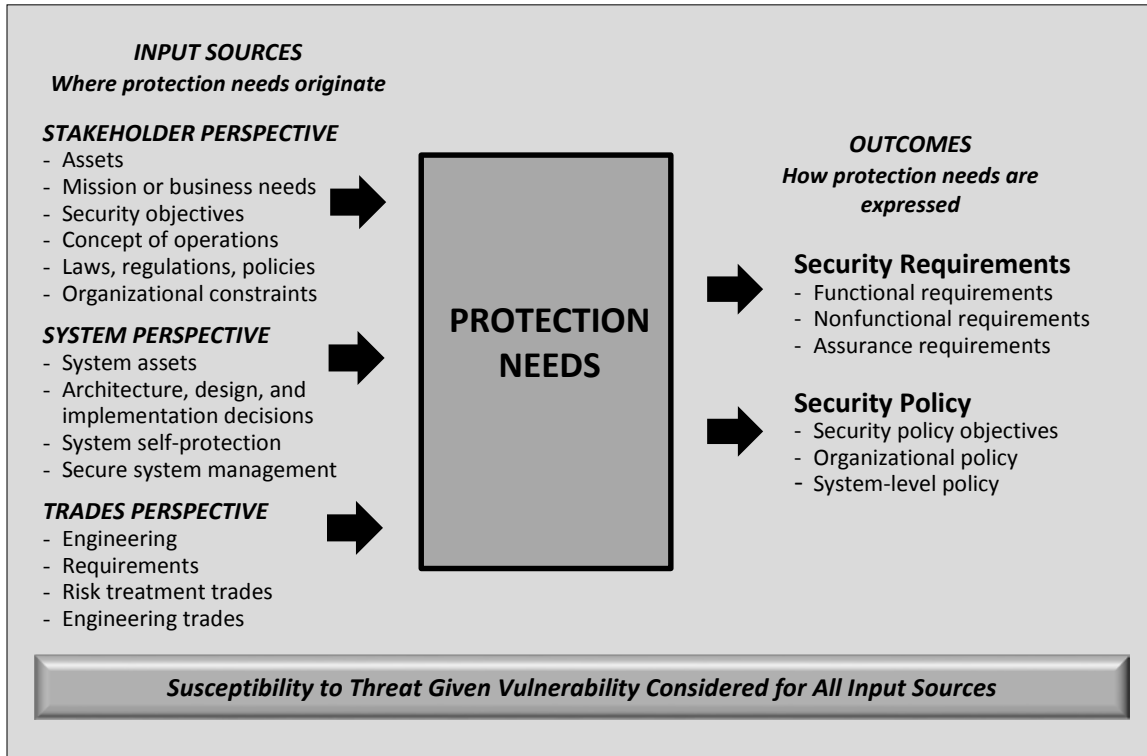 INPUT SOURCES
Where protection needs originate
STAKEHOLDER PERSPECTIVE
- Assets
- Mission or business needs
- Security objectives
- Concept of operations
- Laws, regulations, policies
- Organizational constraints
SYSTEM PERSPECTIVE
- System assets
- Architecture, design, and
implementation decisions
- System self-protection
- Secure system management
TRADES PERSPECTIVE
- Engineering
- Requirements
- Risk treatment trades
- Engineering trades
PROTECTION
NEEDS
OUTCOMES
How protection needs are
expressed
Security Requirements
- Functional requirements
- Nonfunctional requirements
- Assurance requirements
Security Policy
- Security policy objectives
- Organizational policy
- System-level policy
Susceptibility to Threat Given Vulnerability Considered for All Input Sources